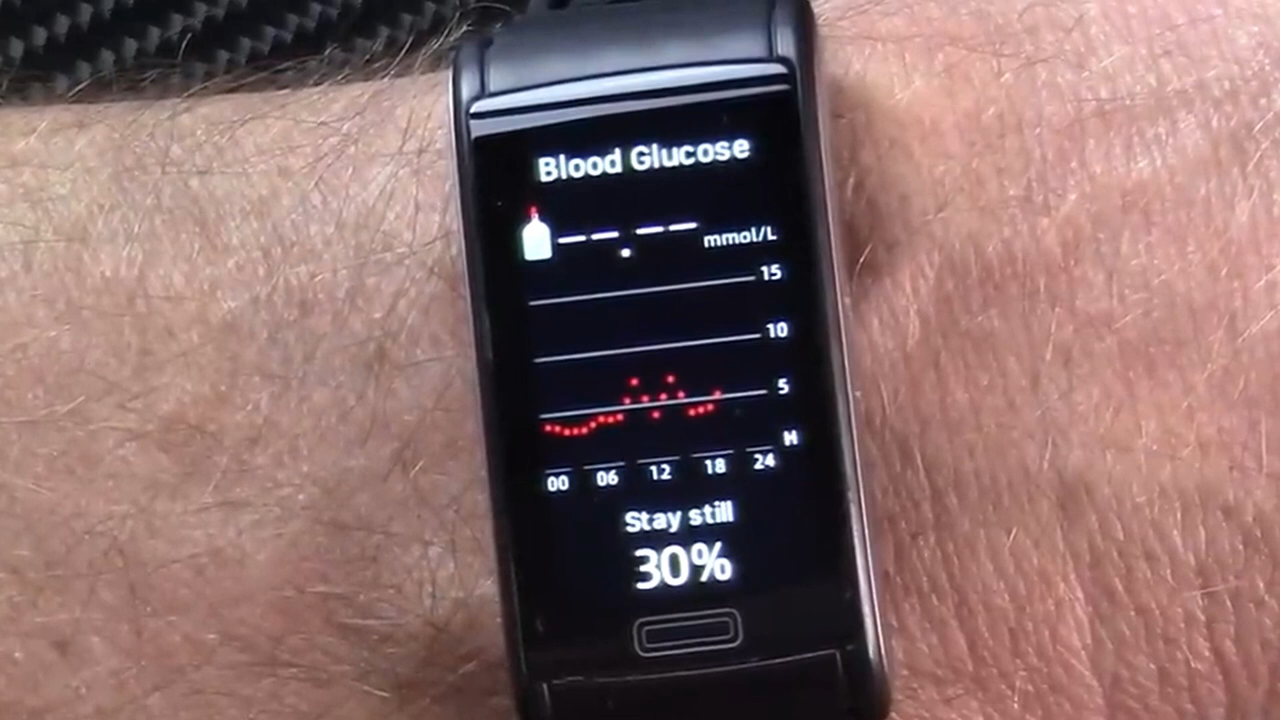 Blood Glucose
-- . -- mmol/L
15
10
5
H
00 06 12 18 24
Stay still
30%